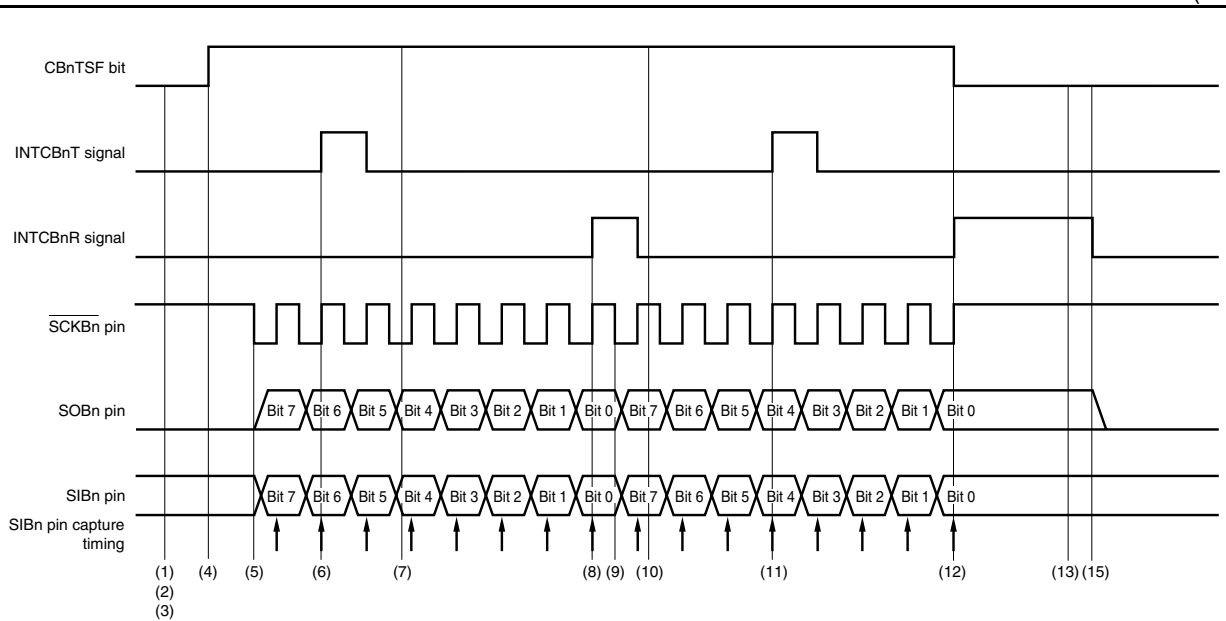 CBnTSF bit
INTCBnT signal
INTCBnR signal
SCKBn pin
SOBn pin
Bit 7 Bit 6 Bit 5 Bit 4 Bit 3 Bit 2 Bit 1 Bit 0 Bit 7 Bit 6 Bit 5 Bit 4 Bit 3 Bit 2 Bit 1 Bit 0
SIBn pin
Bit 7 Bit 6 Bit 5 Bit 4 Bit 3 Bit 2 Bit 1 Bit 0 Bit 7 Bit 6 Bit 5 Bit 4 Bit 3 Bit 2 Bit 1 Bit 0
SIBn pin capture
timing
(1) (4) (5) (6) (7) (8) (9) (10) (11) (12) (13) (15)
(2)
(3)